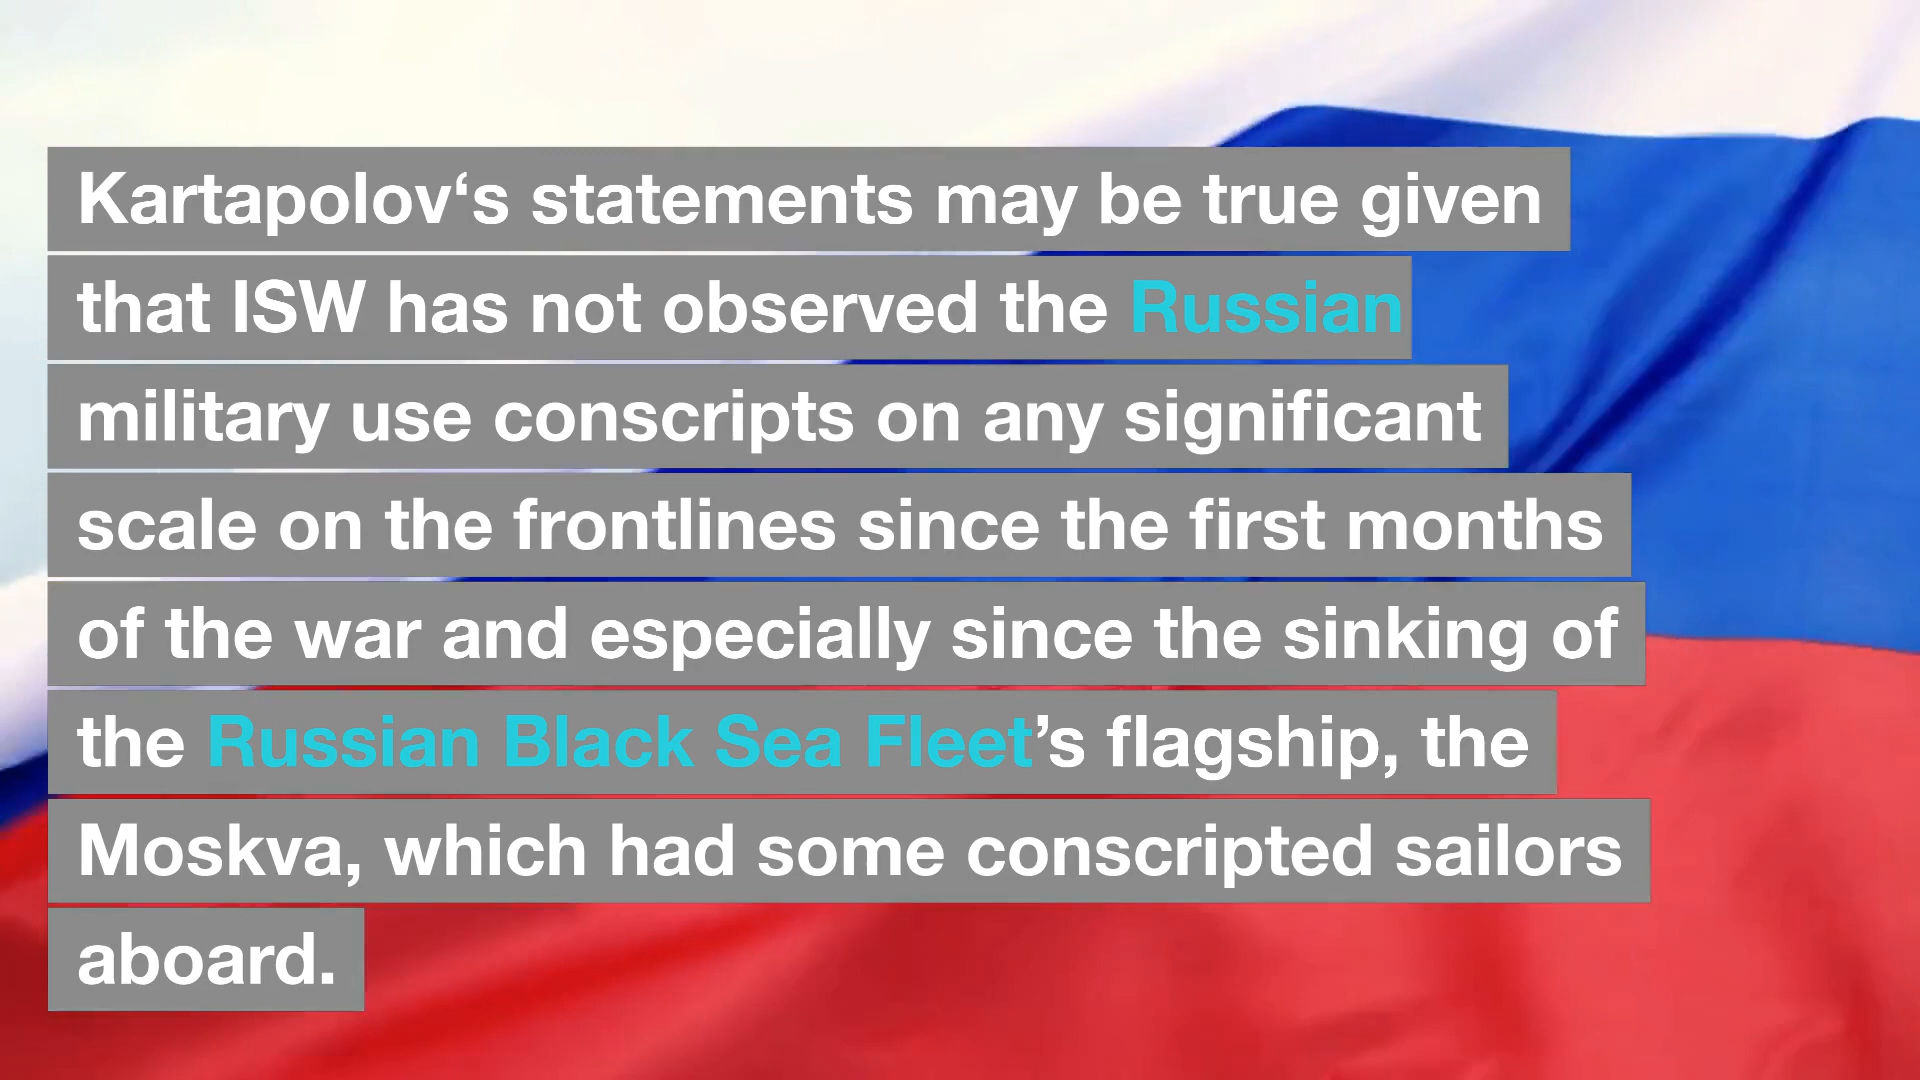 Kartapolov‘s statements may be true given
that ISW has not observed the Russian
military use conscripts on any significant
scale on the frontlines since the first months
of the war and especially since the sinking of
the Russian Black Sea Fleet’s flagship, the
Moskva, which had some conscripted sailors
aboard.